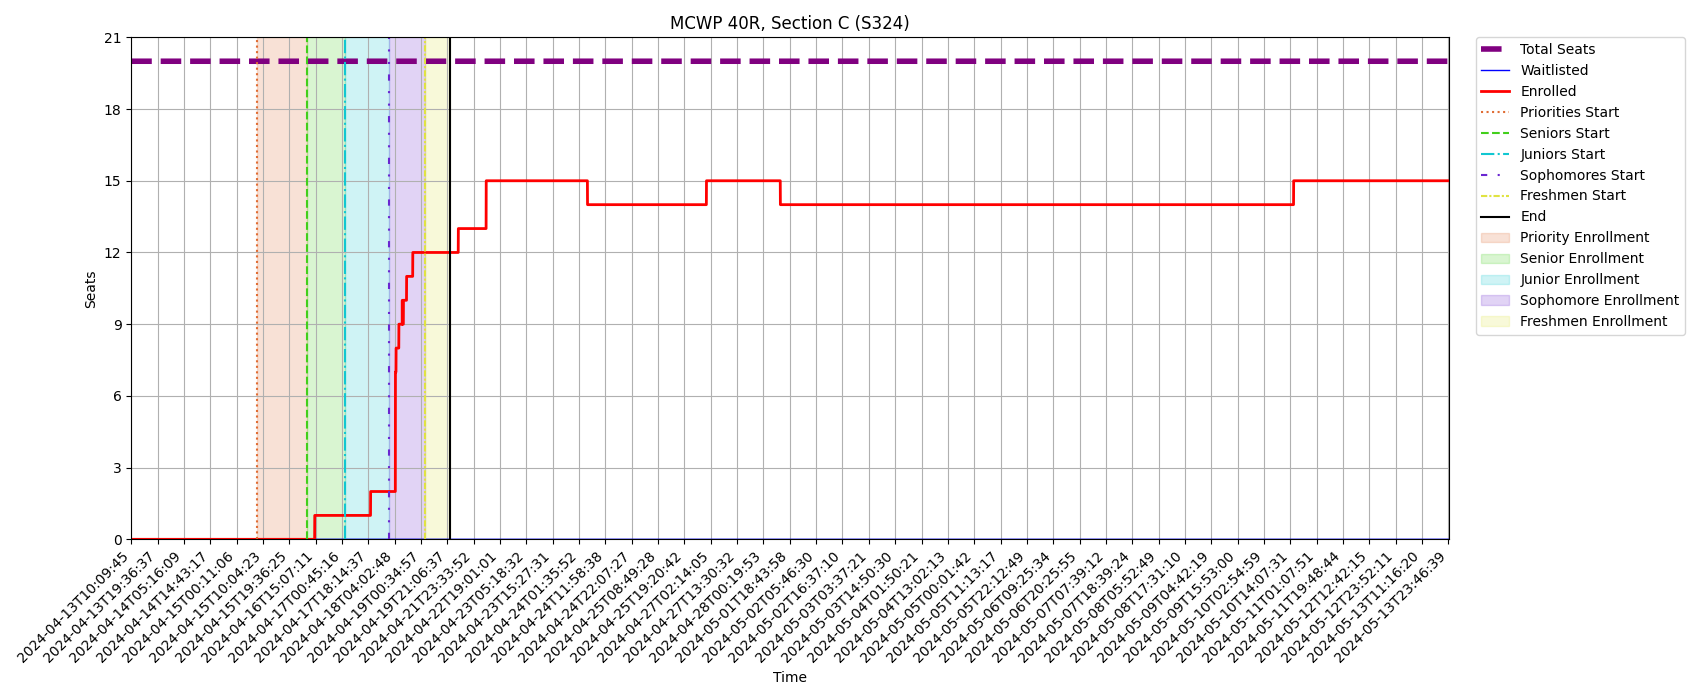 MCWP 40R, Section C (S324)
Seats
21
18
15
12
9
6
3
0
2024-04-13T10:09:45
2024-04-13T19:36:37
2024-04-14T05:16:09
2024-04-14T14:43:17
2024-04-15T00:11:06
2024-04-15T10:04:23
2024-04-15T19:36:25
2024-04-16T15:07:11
2024-04-17T00:45:16
2024-04-17T18:14:37
2024-04-18T04:02:48
2024-04-19T00:34:57
2024-04-19T21:06:37
2024-04-21T23:33:52
2024-04-22T19:01:01
2024-04-23T05:18:32
2024-04-23T15:27:31
2024-04-24T01:35:52
2024-04-24T11:58:38
2024-04-24T22:07:27
2024-04-25T08:49:28
2024-04-25T19:20:42
2024-04-27T02:14:05
2024-04-27T13:30:32
2024-04-28T00:19:53
2024-05-01T18:43:58
2024-05-02T05:46:30
2024-05-02T16:37:10
2024-05-03T03:37:21
2024-05-03T14:50:30
2024-05-04T01:50:21
2024-05-04T13:02:13
2024-05-05T00:01:42
2024-05-05T11:13:17
2024-05-05T22:12:49
2024-05-06T09:25:34
2024-05-06T20:25:55
2024-05-07T07:39:12
2024-05-07T18:39:24
2024-05-08T05:52:49
2024-05-08T17:31:10
2024-05-09T04:42:19
2024-05-09T15:53:00
2024-05-10T02:54:59
2024-05-10T14:07:31
2024-05-11T01:07:51
2024-05-11T19:48:44
2024-05-12T12:42:15
2024-05-12T23:52:11
2024-05-13T11:16:20
2024-05-13T23:46:39
Time
Total Seats
Waitlisted
Enrolled
Priorities Start
Seniors Start
Juniors Start
Sophomores Start
Freshmen Start
End
Priority Enrollment
Senior Enrollment
Junior Enrollment
Sophomore Enrollment
Freshmen Enrollment